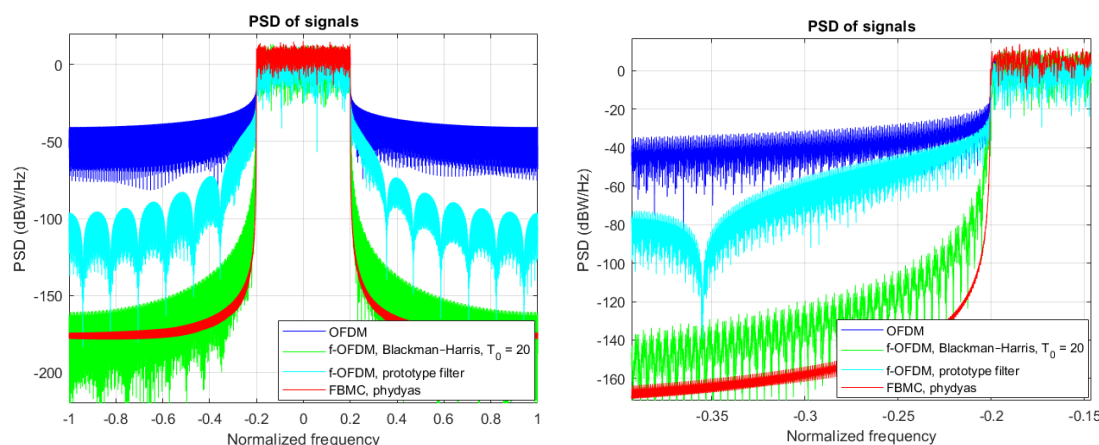 PSD of signals
0
-50
-100
-150
-200
PSD (dBW/Hz)
-1 -0.8 -0.6 -0.4 -0.2 0 0.2 0.4 0.6 0.8 1
Normalized frequency
OFDM
f-OFDM, Blackman-Harris, T0 = 20
f-OFDM, prototype filter
FBMC, phydyas
PSD of signals
0
-20
-40
-60
-80
-100
-120
-140
-160
PSD (dBW/Hz)
-0.35 -0.3 -0.25 -0.2 -0.15
Normalized frequency
OFDM
f-OFDM, Blackman-Harris, T0 = 20
f-OFDM, prototype filter
FBMC, phydyas